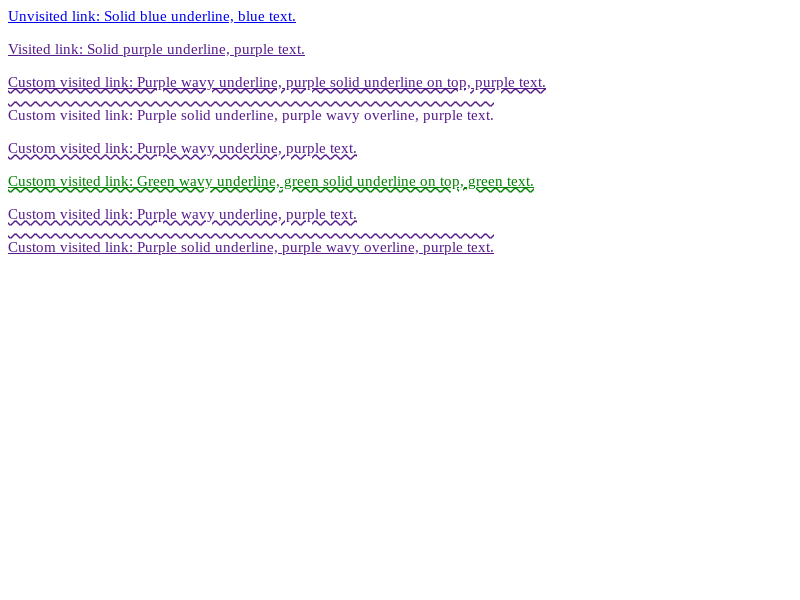 Unvisited link: Solid blue underline, blue text.
Visited link: Solid purple underline, purple text.
Custom visited link: Purple wavy underline, purple solid underline on top, purple text.
Custom visited link: Purple solid underline, purple wavy overline, purple text.
Custom visited link: Purple wavy underline, purple text.
Custom visited link: Green wavy underline, green solid underline on top, green text.
Custom visited link: Purple wavy underline, purple text.
Custom visited link: Purple solid underline, purple wavy overline, purple text.